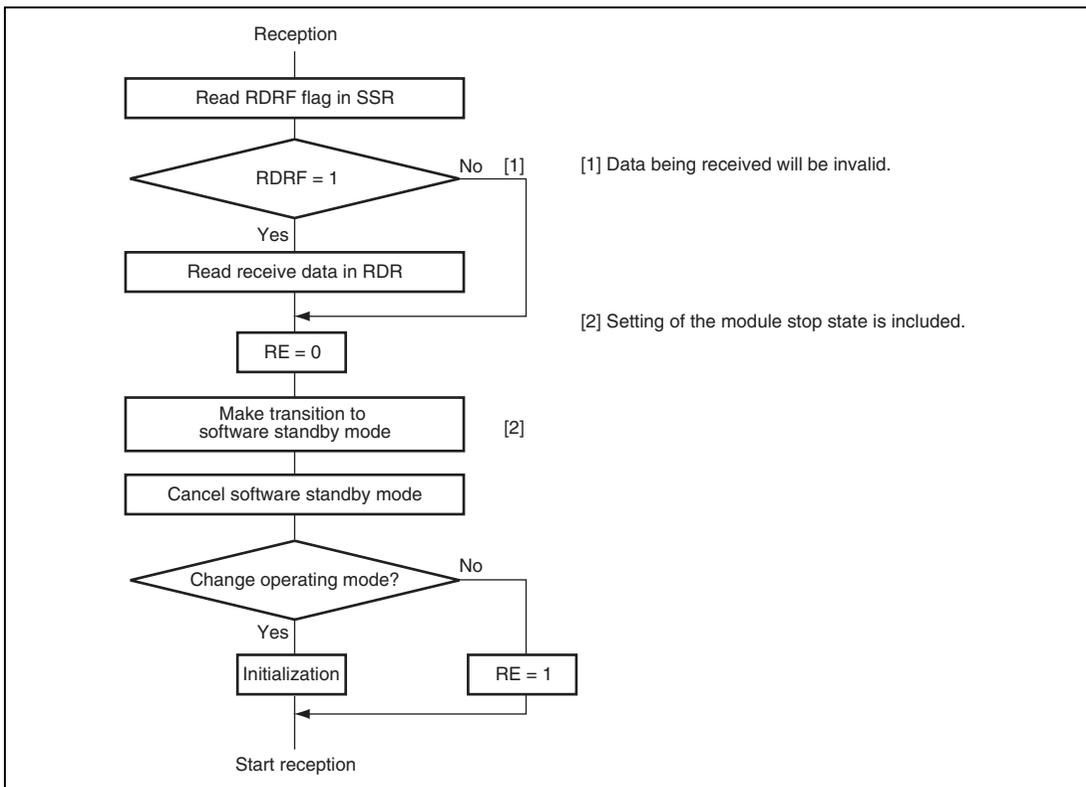 Reception
Read RDRF flag in SSR
RDRF = 1
No [1]
[1] Data being received will be invalid.
Yes
Read receive data in RDR
[2] Setting of the module stop state is included.
RE = 0
Make transition to
software standby mode
[2]
Cancel software standby mode
Change operating mode?
No
Yes
Initialization
RE = 1
Start reception